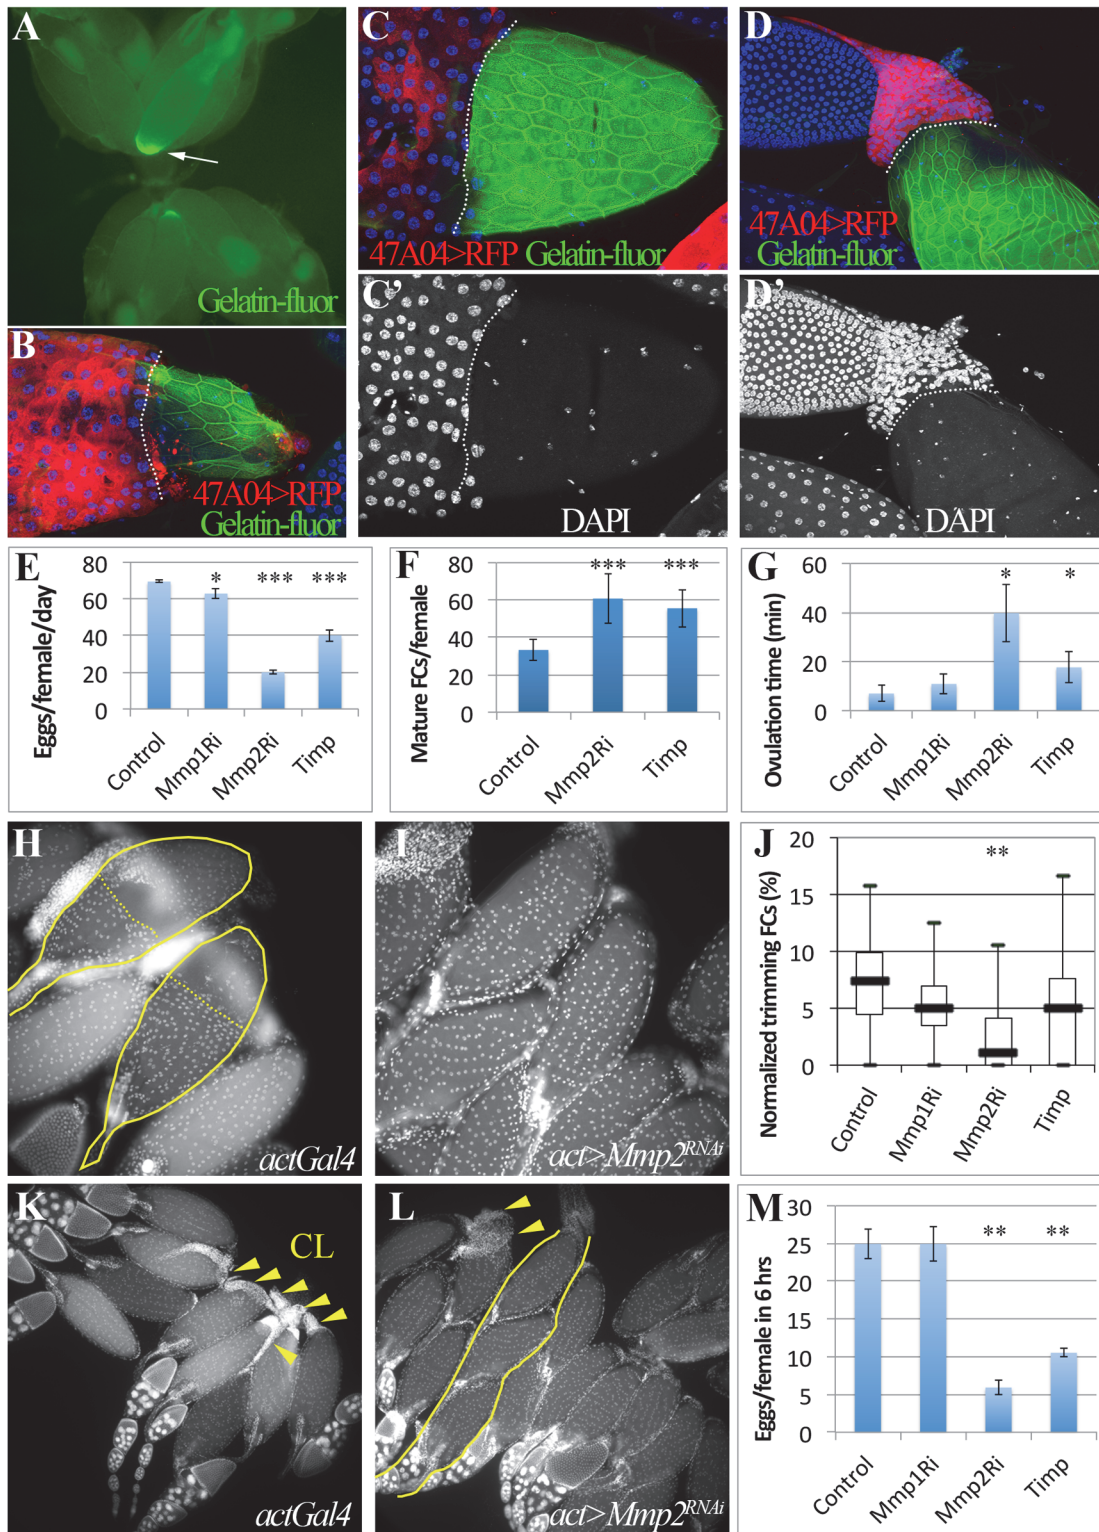 A
Gelatin-fluor
B
47A04>RFP
Gelatin-fluor
C
47A04>RFP Gelatin-fluor
C'
DAPI
D
47A04>RFP
Gelatin-fluor
D'
DAPI
E
Eggs/female/day
80
60
40
20
0
* *** ***
Control
Mmp1Ri
Mmp2Ri
Timp
F
Mature FCs/female
80
60
40
20
0
*** ***
Control
Mmp2Ri
Timp
G
Ovulation time (min)
60
40
20
0
* *
Control
Mmp1Ri
Mmp2Ri
Timp
H
actGal4
I
act>Mmp2RNAi
J
Normalized trimming FCs (%)
20
15
10
5
0
**
Control
Mmp1Ri
Mmp2Ri
Timp
K
CL
actGal4
L
act>Mmp2RNAi
M
Eggs/female in 6 hrs
30
25
20
15
10
5
0
** **
Control
Mmp1Ri
Mmp2Ri
Timp